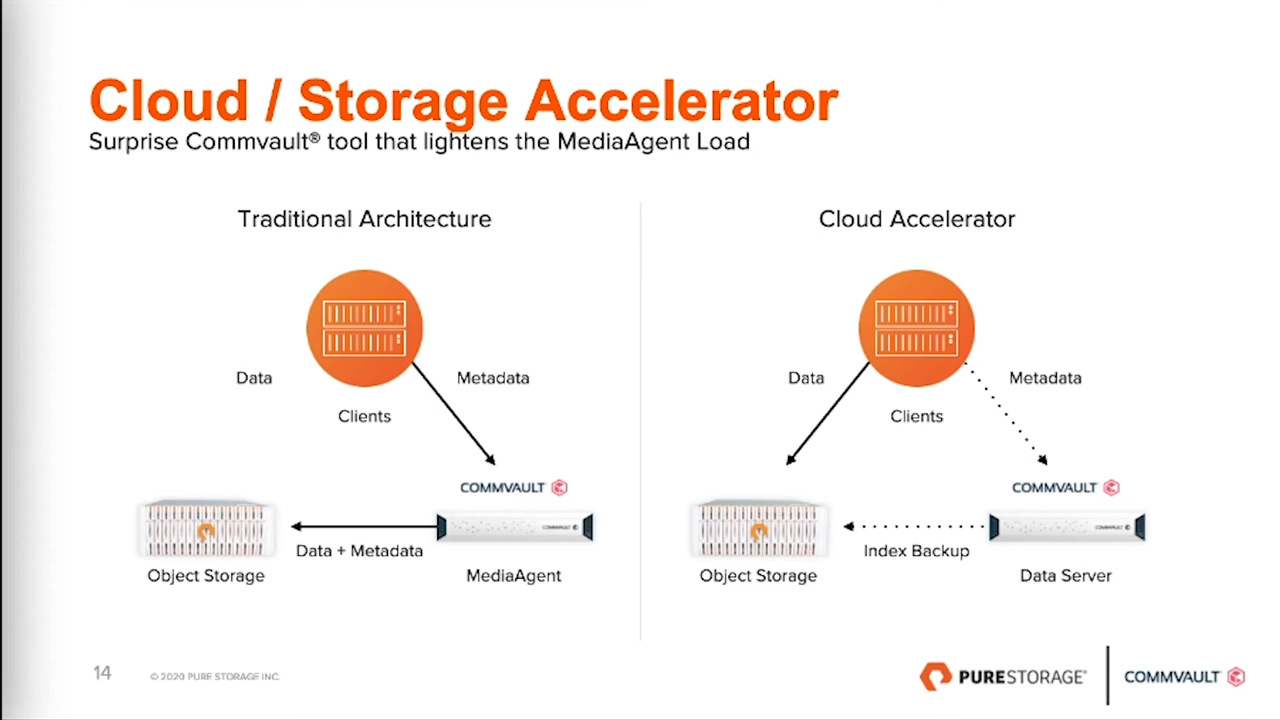 Cloud / Storage Accelerator
Surprise Commvault® tool that lightens the MediaAgent Load
Traditional Architecture
Data
Metadata
Clients
COMMVAULT
COMMVAULT
Data + Metadata
Object Storage
MediaAgent
Cloud Accelerator
Data
Metadata
Clients
COMMVAULT
COMMVAULT
Index Backup
Object Storage
Data Server
14
© 2020 PURE STORAGE INC.
PURESTORAGE®
COMMVAULT